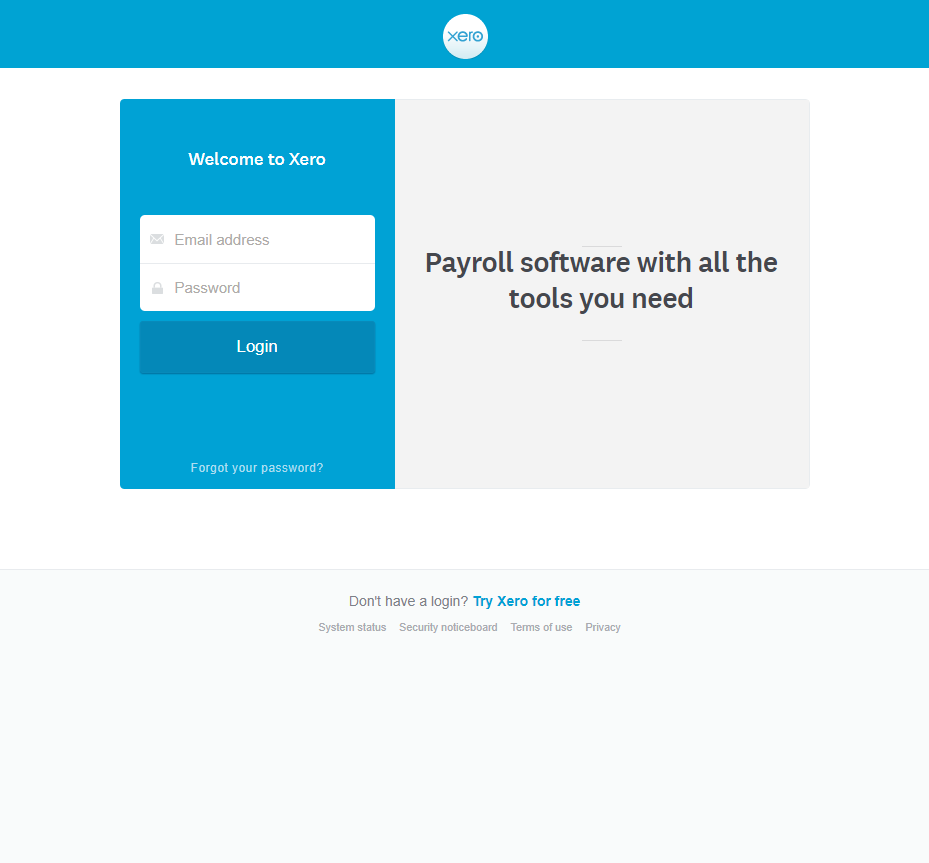 xero
Welcome to Xero
Email address
Password
Login
Forgot your password?
Payroll software with all the
tools you need
Don't have a login? Try Xero for free
System status Security noticeboard Terms of use Privacy